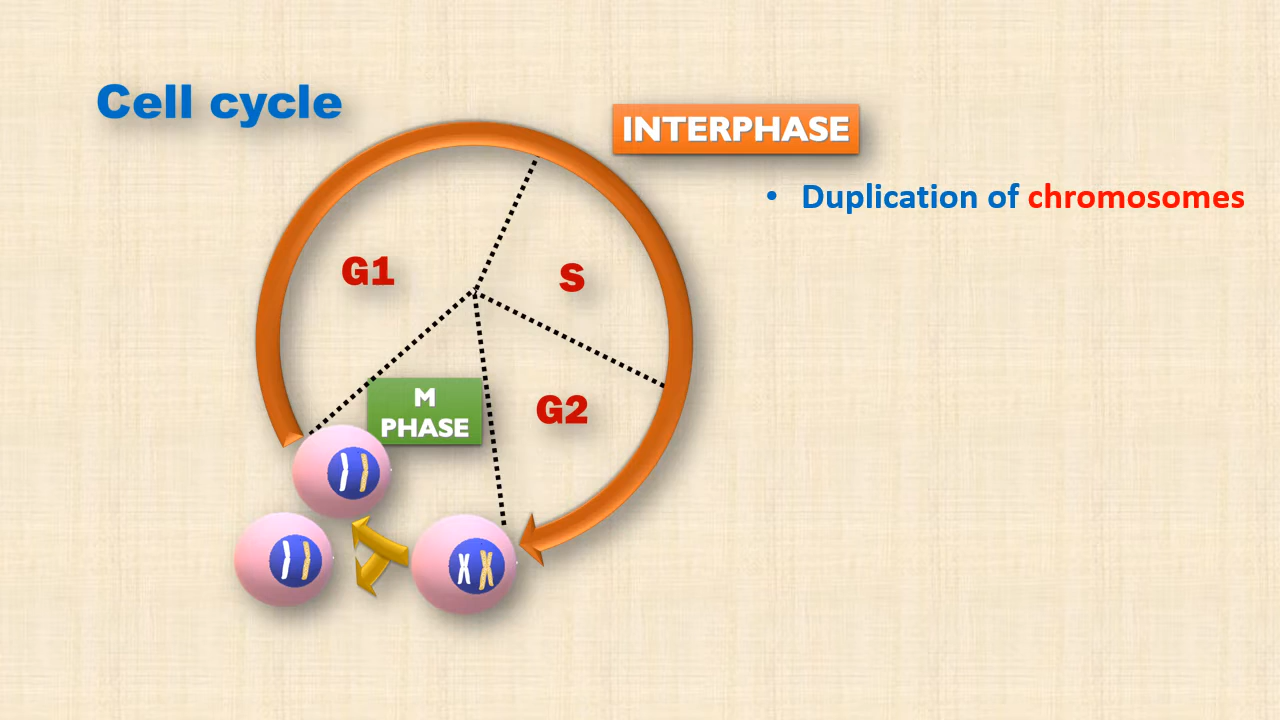 Cell cycle
INTERPHASE
• Duplication of chromosomes
G1
S
M
PHASE
G2